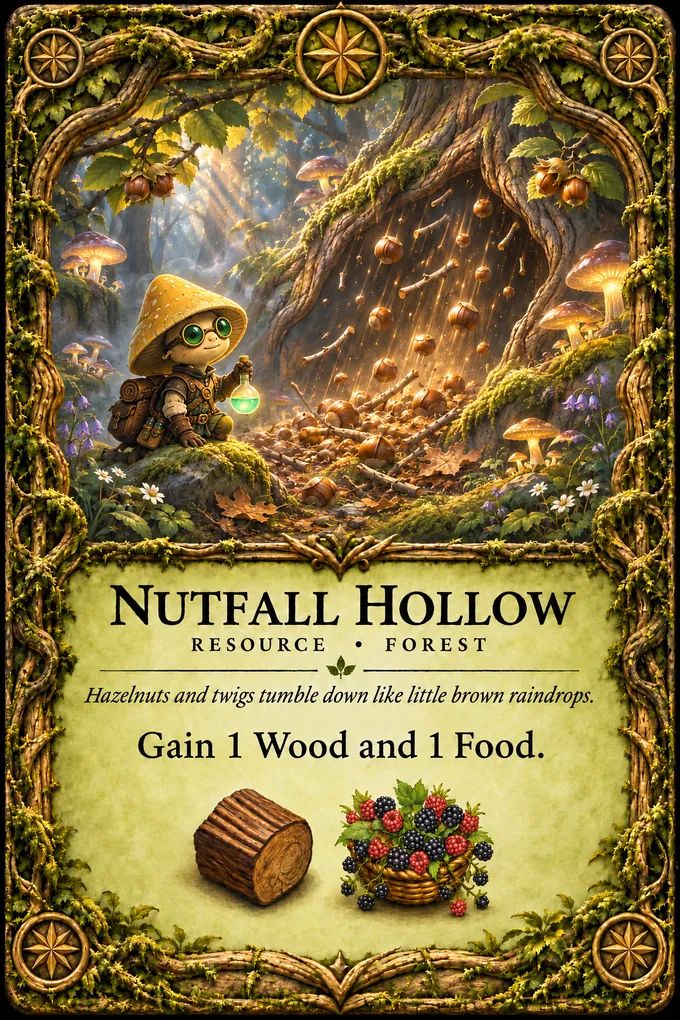 Nutfall Hollow
RESOURCE • FOREST
Hazelnuts and twigs tumble down like little brown raindrops.
Gain 1 Wood and 1 Food.